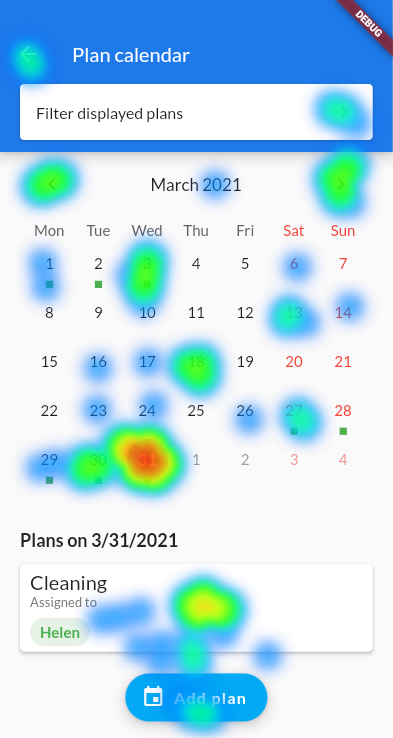 DEBUG
Plan calendar
Filter displayed plans
March 2021
Mon Tue Wed Thu Fri Sat Sun
1 2 3 4 5 6 7
8 9 10 11 12 13 14
15 16 17 18 19 20 21
22 23 24 25 26 27 28
29 30 31 1 2 3 4
Plans on 3/31/2021
Cleaning
Assigned to
Helen
Add plan